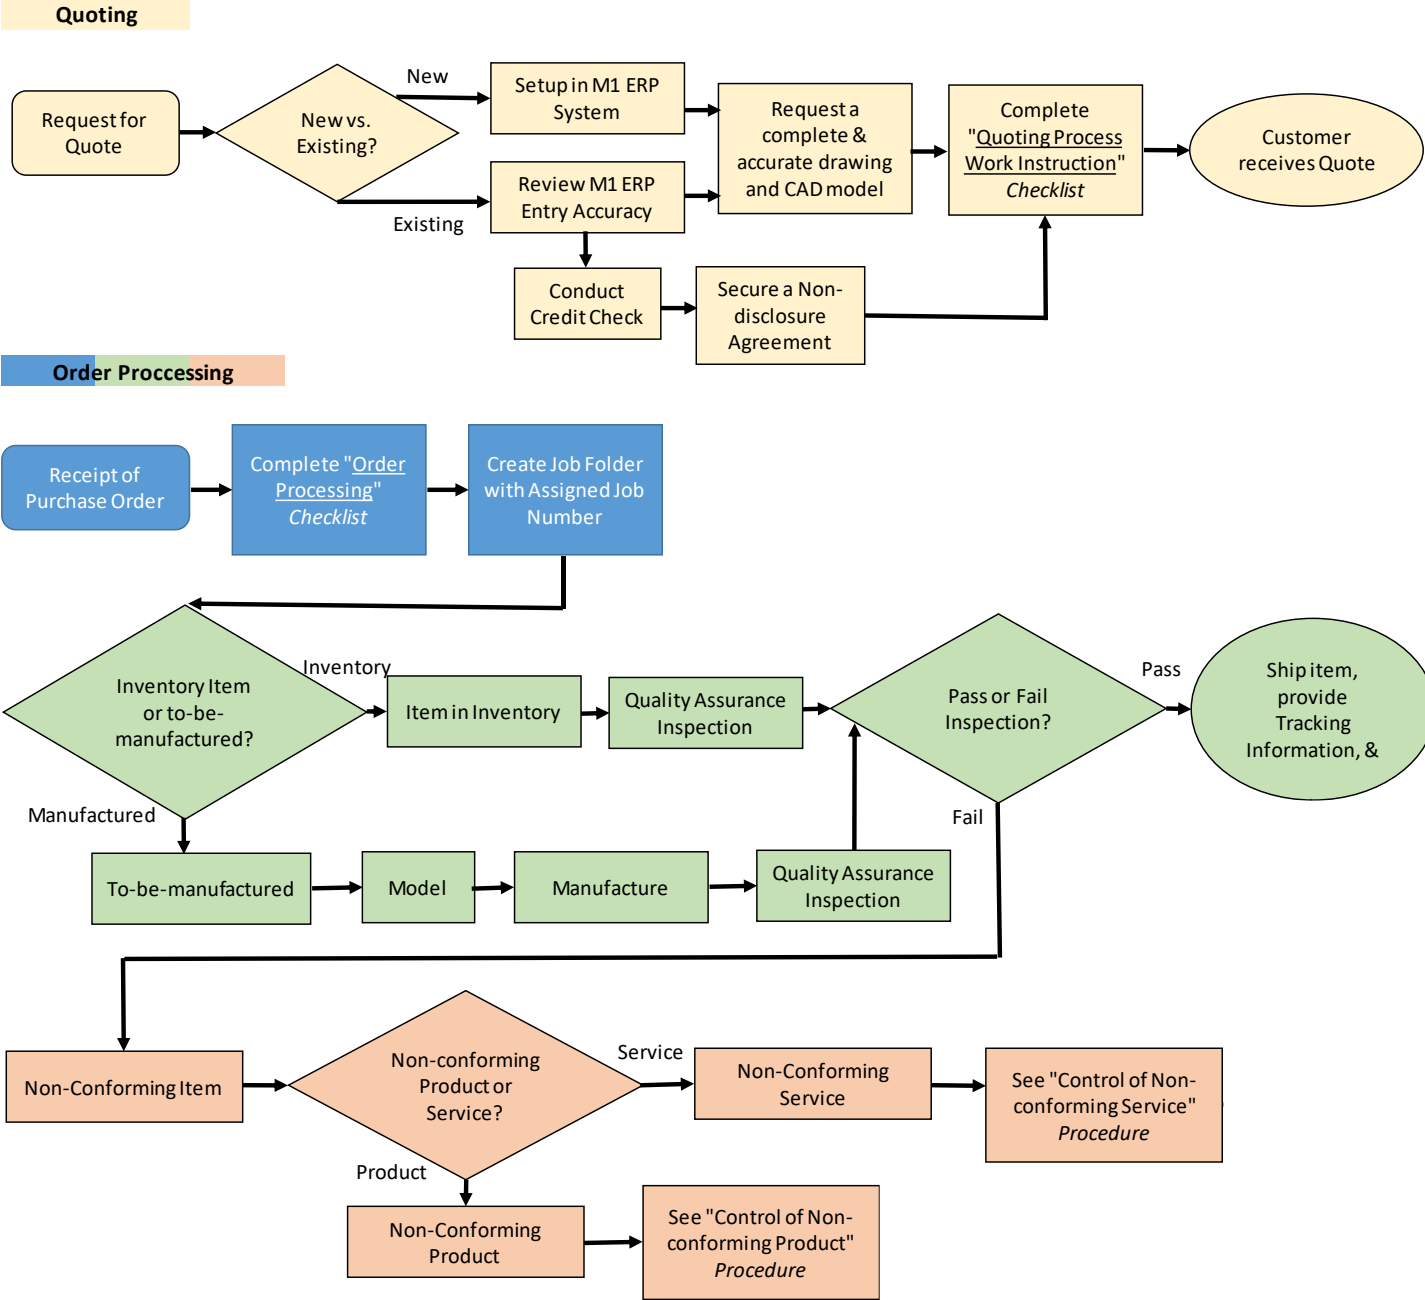 Quoting
Request for
Quote
New vs.
Existing?
New
Existing
Setup in M1 ERP
System
Review M1 ERP
Entry Accuracy
Request a
complete &
accurate drawing
and CAD model
Complete
"Quoting Process
Work Instruction"
Checklist
Customer
receives Quote
Conduct
Credit Check
Secure a Non-
disclosure
Agreement
Order Proccessing
Receipt of
Purchase Order
Complete "Order
Processing"
Checklist
Create Job Folder
with Assigned Job
Number
Inventory Item
or to-be-
manufactured?
Inventory
Item in Inventory
Quality Assurance
Inspection
Pass or Fail
Inspection?
Pass
Ship item,
provide
Tracking
Information, &
Manufactured
Fail
To-be-manufactured
Model
Manufacture
Quality Assurance
Inspection
Non-Conforming Item
Non-conforming
Product or
Service?
Service
Non-Conforming
Service
See "Control of Non-
conforming Service"
Procedure
Product
Non-Conforming
Product
See "Control of Non-
conforming Product"
Procedure